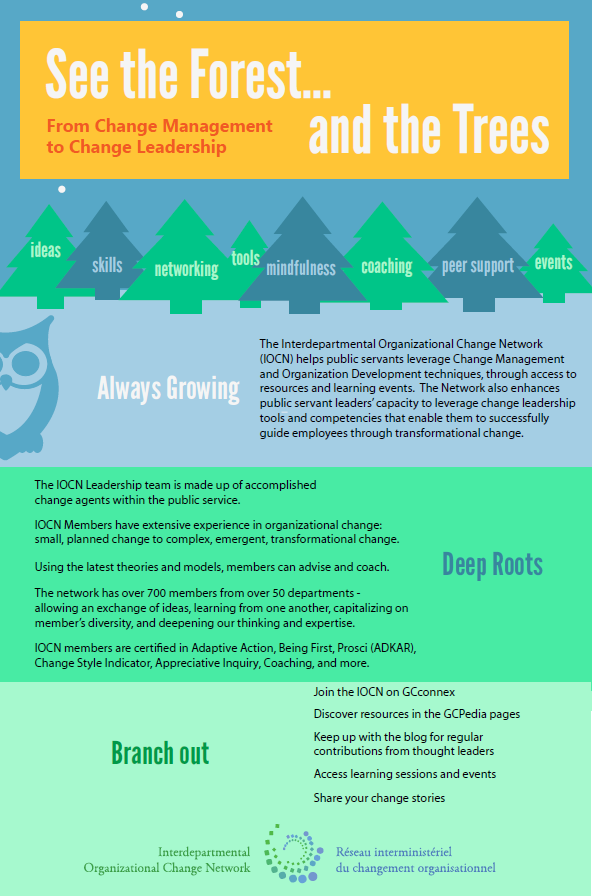 See the Forest...
and the Trees
From Change Management
to Change Leadership
ideas
skills
networking
tools
mindfulness
coaching
peer support
events
Always Growing
The Interdepartmental Organizational Change Network
(IOCN) helps public servants leverage Change Management
and Organization Development techniques, through access to
resources and learning events.  The Network also enhances
public servant leaders' capacity to leverage change leadership
tools and competencies that enable them to successfully
guide employees through transformational change.
The IOCN Leadership team is made up of accomplished
change agents within the public service.
IOCN Members have extensive experience in organizational change:
small, planned change to complex, emergent, transformational change.
Using the latest theories and models, members can advise and coach.
The network has over 700 members from over 50 departments -
allowing an exchange of ideas, learning from one another, capitalizing on
member's diversity, and deepening our thinking and expertise.
IOCN members are certified in Adaptive Action, Being First, Prosci (ADKAR),
Change Style Indicator, Appreciative Inquiry, Coaching, and more.
Deep Roots
Branch out
Join the IOCN on GCconnex
Discover resources in the GCPedia pages
Keep up with the blog for regular
contributions from thought leaders
Access learning sessions and events
Share your change stories
Interdepartmental
Organizational Change Network
Réseau interministériel
du changement organisationnel